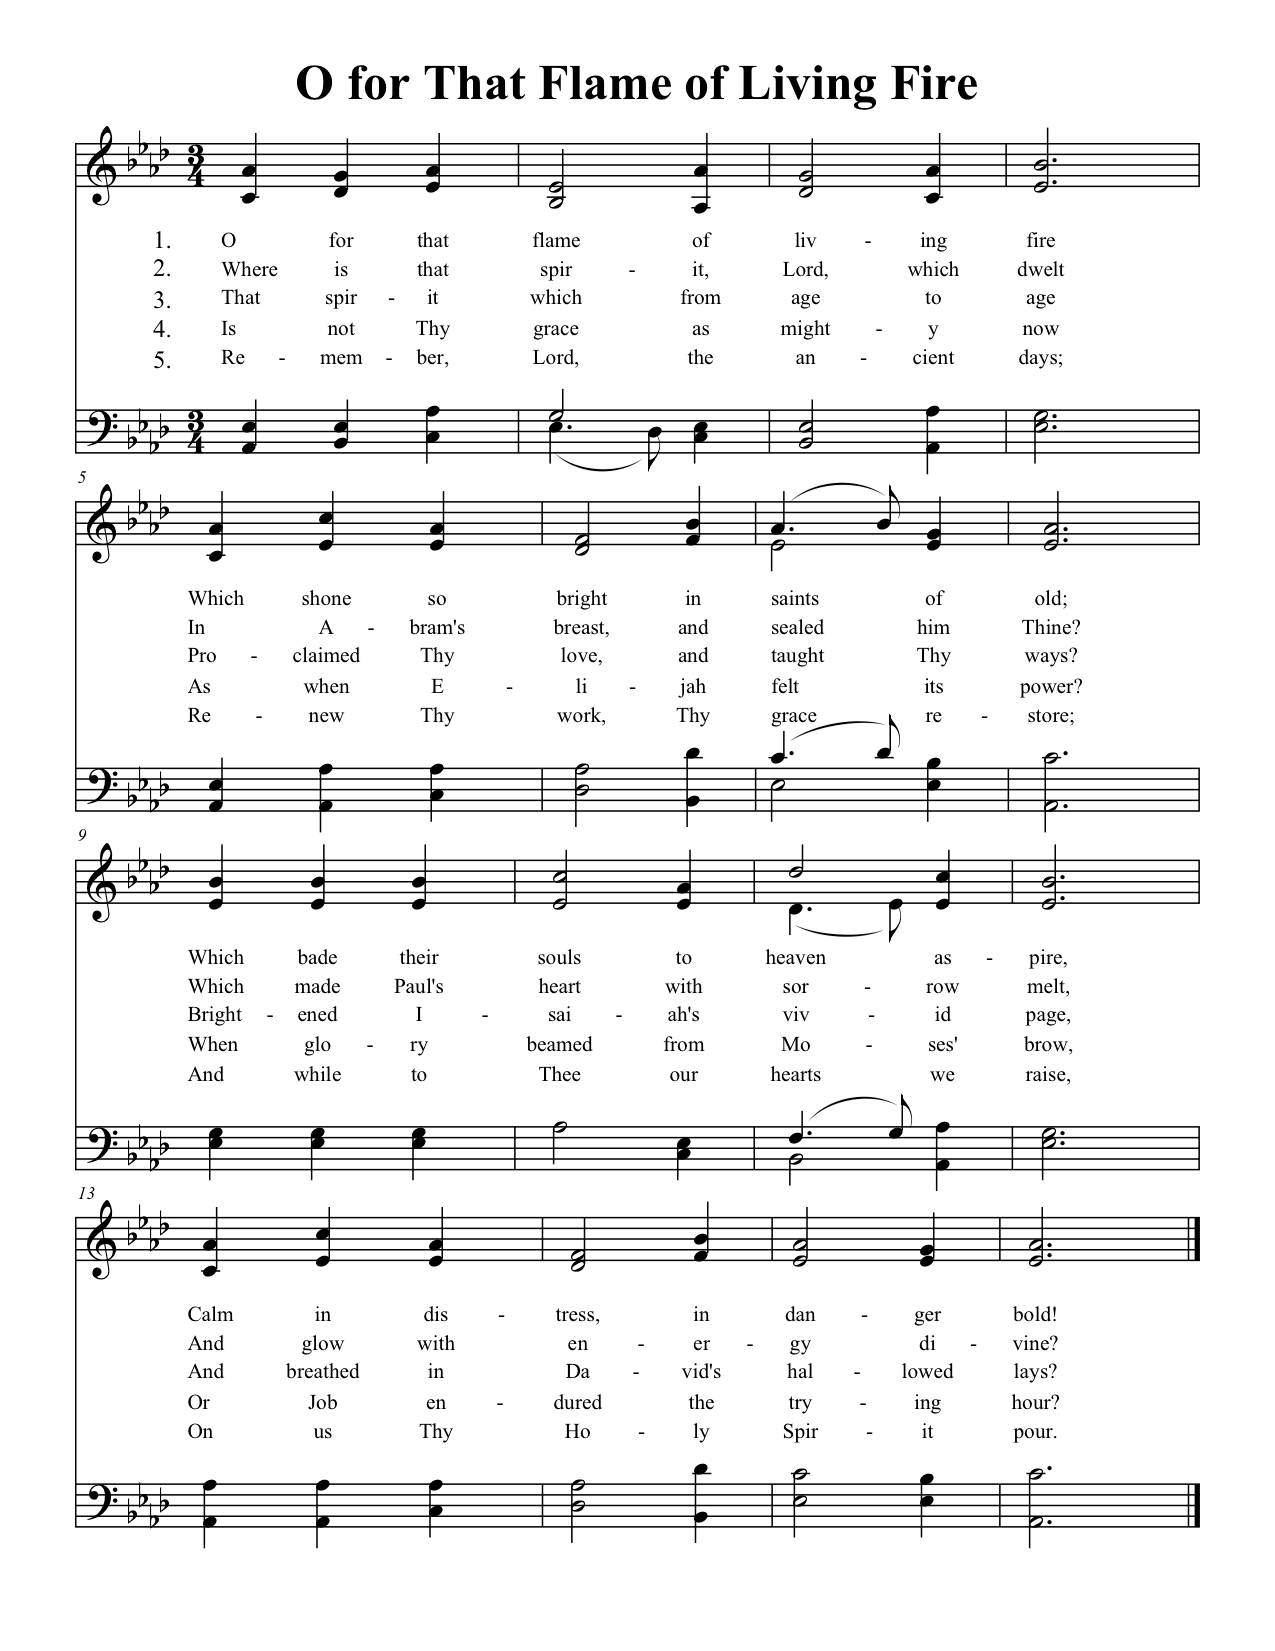 O for That Flame of Living Fire
3
4
1. O for that flame of liv - ing fire
2. Where is that spir - it, Lord, which dwelt
3. That spir - it which from age to age
4. Is not Thy grace as might - y now
5. Re - mem - ber, Lord, the an - cient days;
3
4
5
Which shone so bright in saints of old;
In A - bram's breast, and sealed him Thine?
Pro - claimed Thy love, and taught Thy ways?
As when E - li - jah felt its power?
Re - new Thy work, Thy grace re - store;
9
Which bade their souls to heaven as - pire,
Which made Paul's heart with sor - row melt,
Bright - ened I - sai - ah's viv - id page,
When glo - ry beamed from Mo - ses' brow,
And while to Thee our hearts we raise,
13
Calm in dis - tress, in dan - ger bold!
And glow with en - er - gy di - vine?
And breathed in Da - vid's hal - lowed lays?
Or Job en - dured the try - ing hour?
On us Thy Ho - ly Spir - it pour.